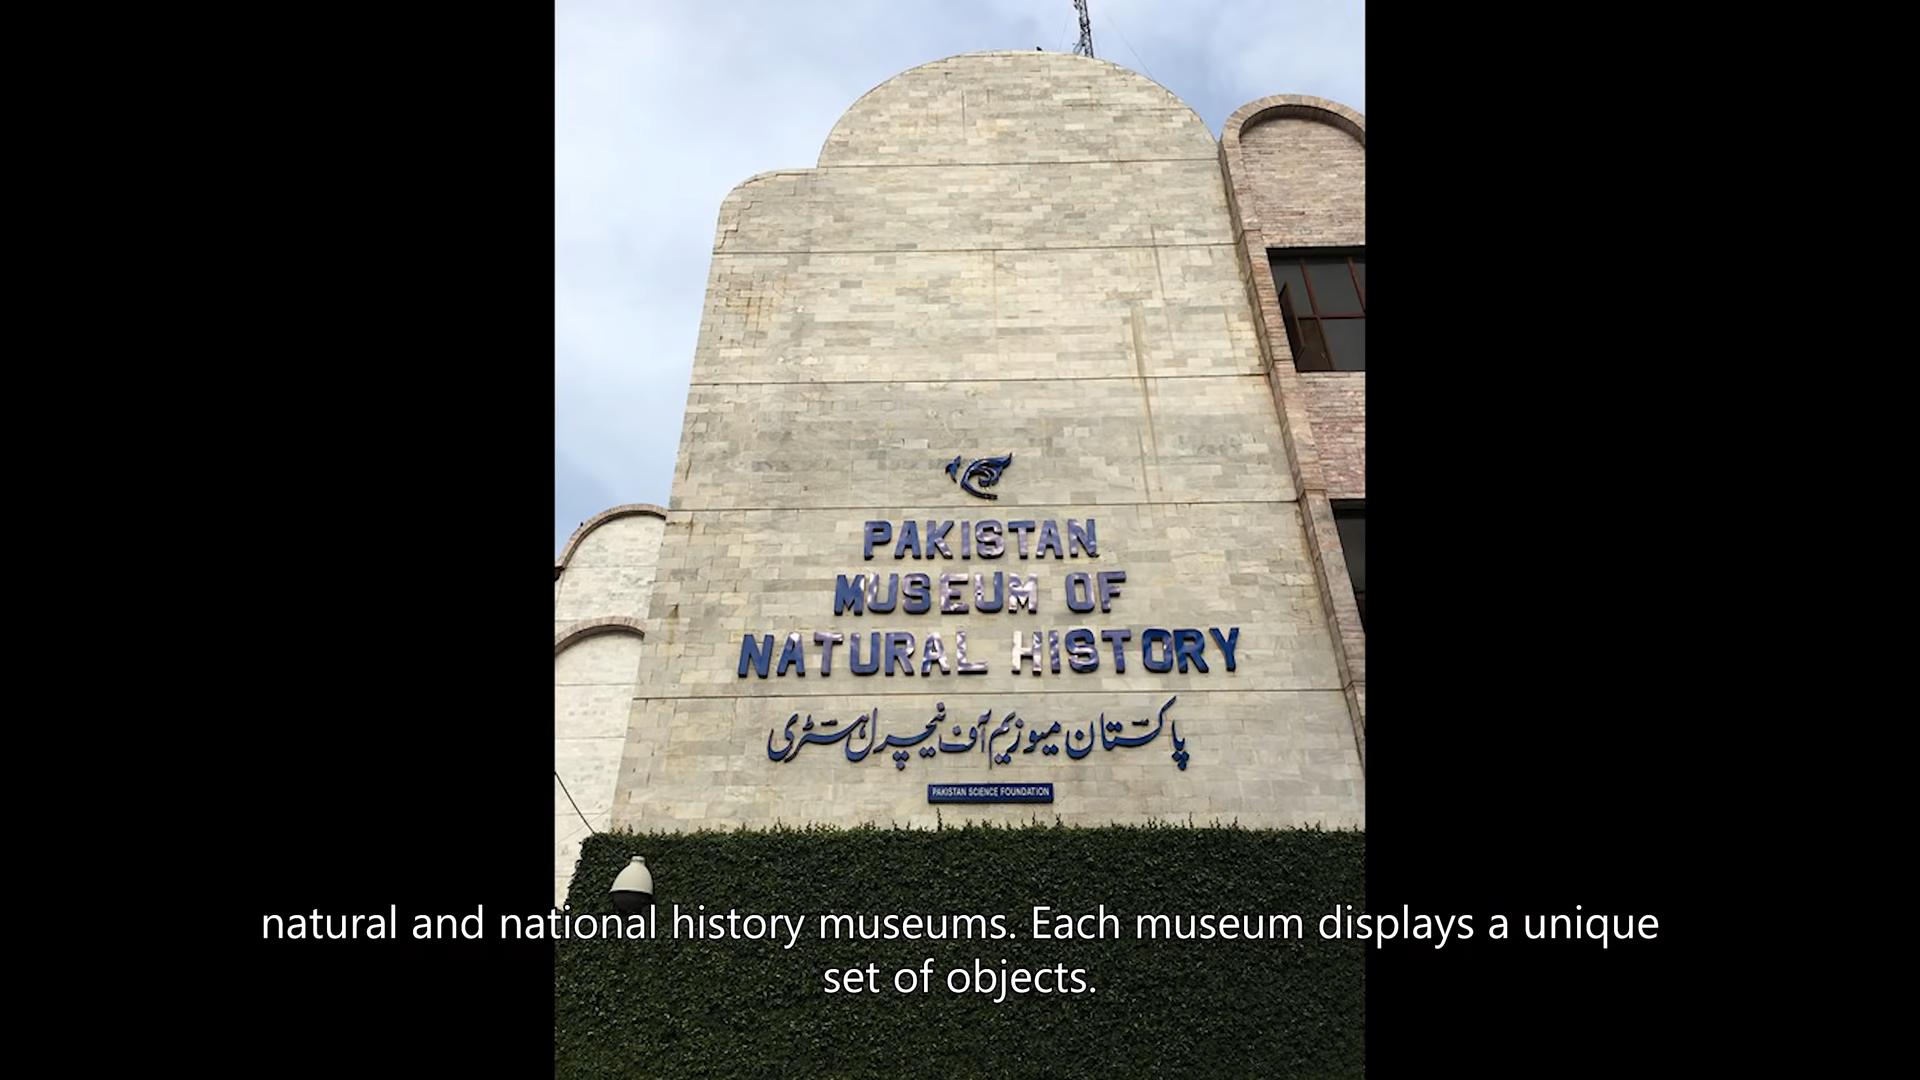 PAKISTAN
MUSEUM OF
NATURAL HISTORY
پاکستان میوزیم آف نیچرل ہسٹری
PAKISTAN SCIENCE FOUNDATION
natural and national history museums. Each museum displays a unique
set of objects.